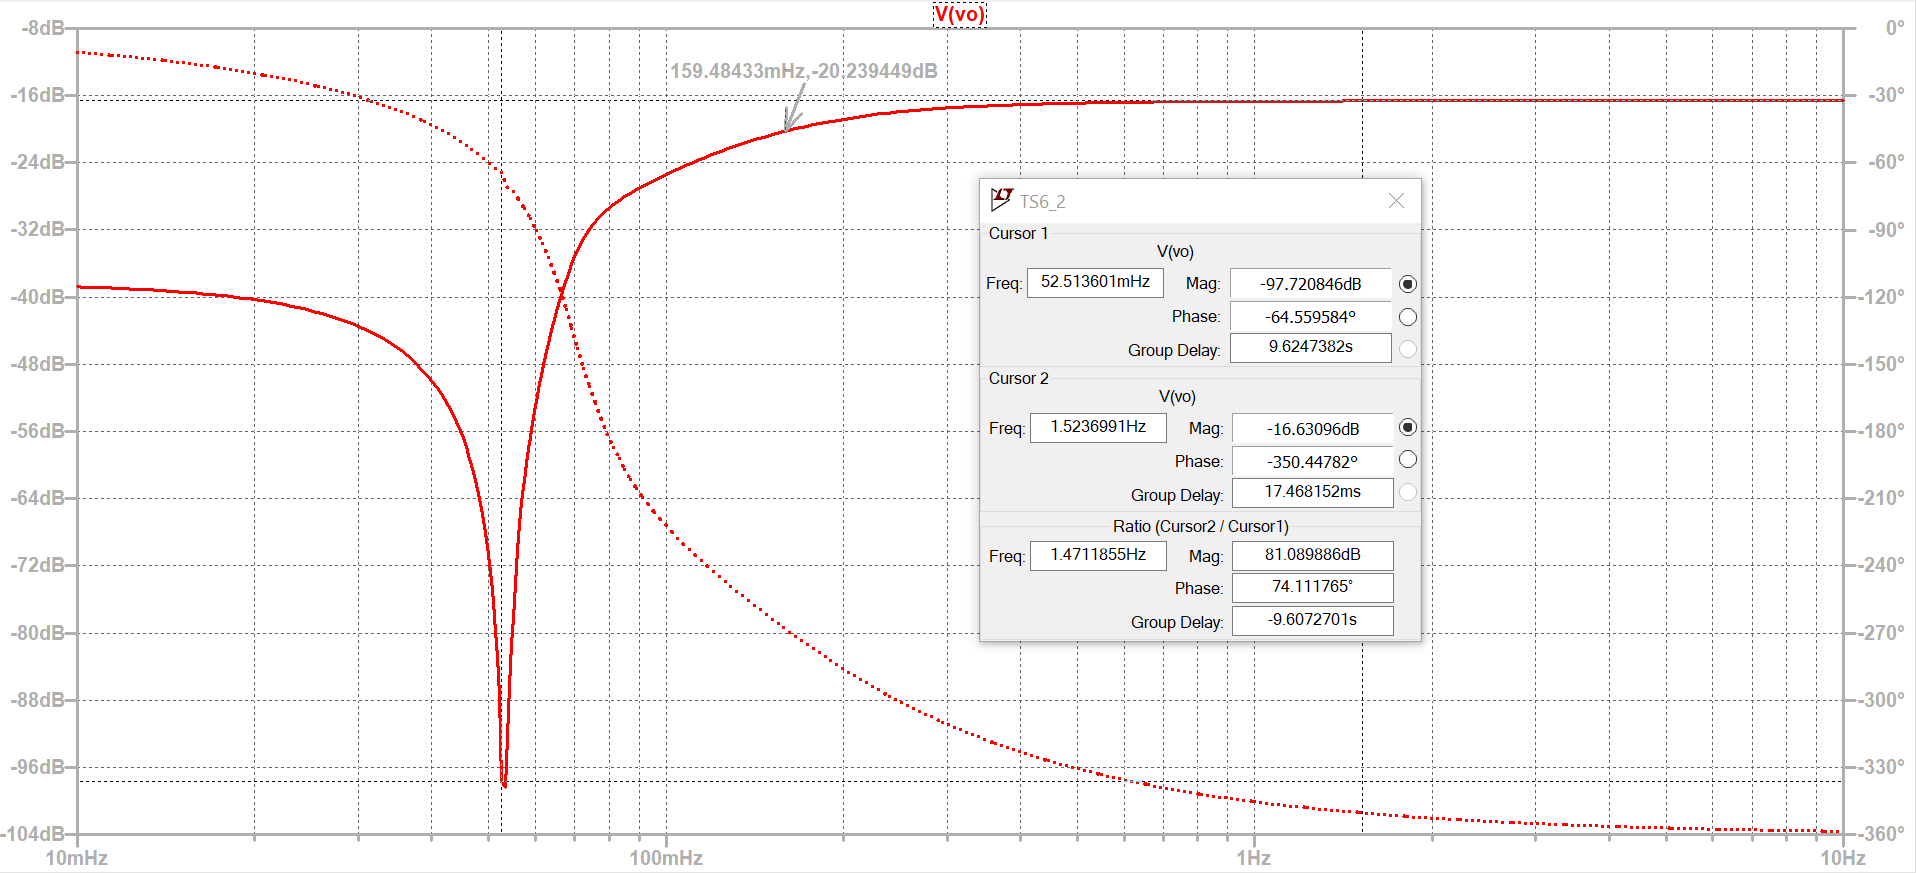 V(vo)
-8dB
-16dB
-24dB
-32dB
-40dB
-48dB
-56dB
-64dB
-72dB
-80dB
-88dB
-96dB
-104dB
0°
-30°
-60°
-90°
-120°
-150°
-180°
-210°
-240°
-270°
-300°
-330°
-360°
10mHz 100mHz 1Hz 10Hz
159.48433mHz,-20.239449dB
TS6_2
Cursor 1
V(vo)
Freq: 52.513601mHz Mag: -97.720846dB
Phase: -64.559584°
Group Delay: 9.6247382s
Cursor 2
V(vo)
Freq: 1.5236991Hz Mag: -16.63096dB
Phase: -350.44782°
Group Delay: 17.468152ms
Ratio (Cursor2 / Cursor1)
Freq: 1.4711855Hz Mag: 81.089886dB
Phase: 74.111765°
Group Delay: -9.6072701s